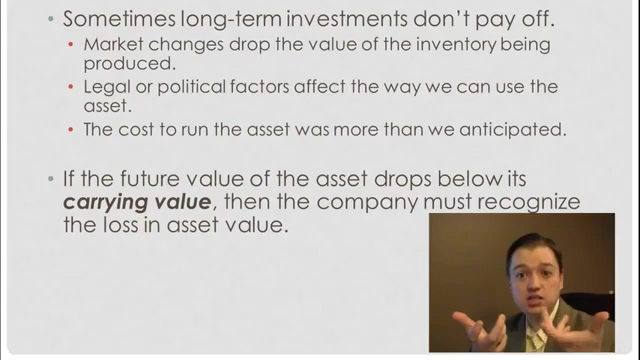 Sometimes long-term investments don't pay off.
Market changes drop the value of the inventory being
produced.
Legal or political factors affect the way we can use the
asset.
The cost to run the asset was more than we anticipated.
If the future value of the asset drops below its
carrying value, then the company must recognize
the loss in asset value.